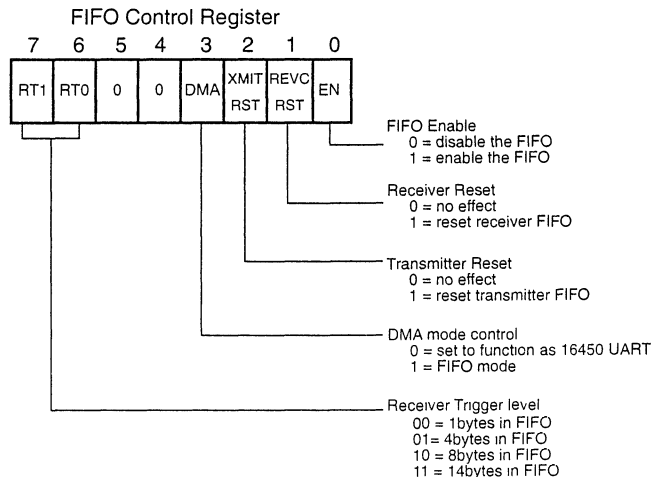 FIFO Control Register
7 6 5 4 3 2 1 0
RT1 RT0 0 0 DMA XMIT RST REVC RST EN
FIFO Enable
0 = disable the FIFO
1 = enable the FIFO
Receiver Reset
0 = no effect
1 = reset receiver FIFO
Transmitter Reset
0 = no effect
1 = reset transmitter FIFO
DMA mode control
0 = set to function as 16450 UART
1 = FIFO mode
Receiver Trigger level
00 = 1bytes in FIFO
01= 4bytes in FIFO
10 = 8bytes in FIFO
11 = 14bytes in FIFO